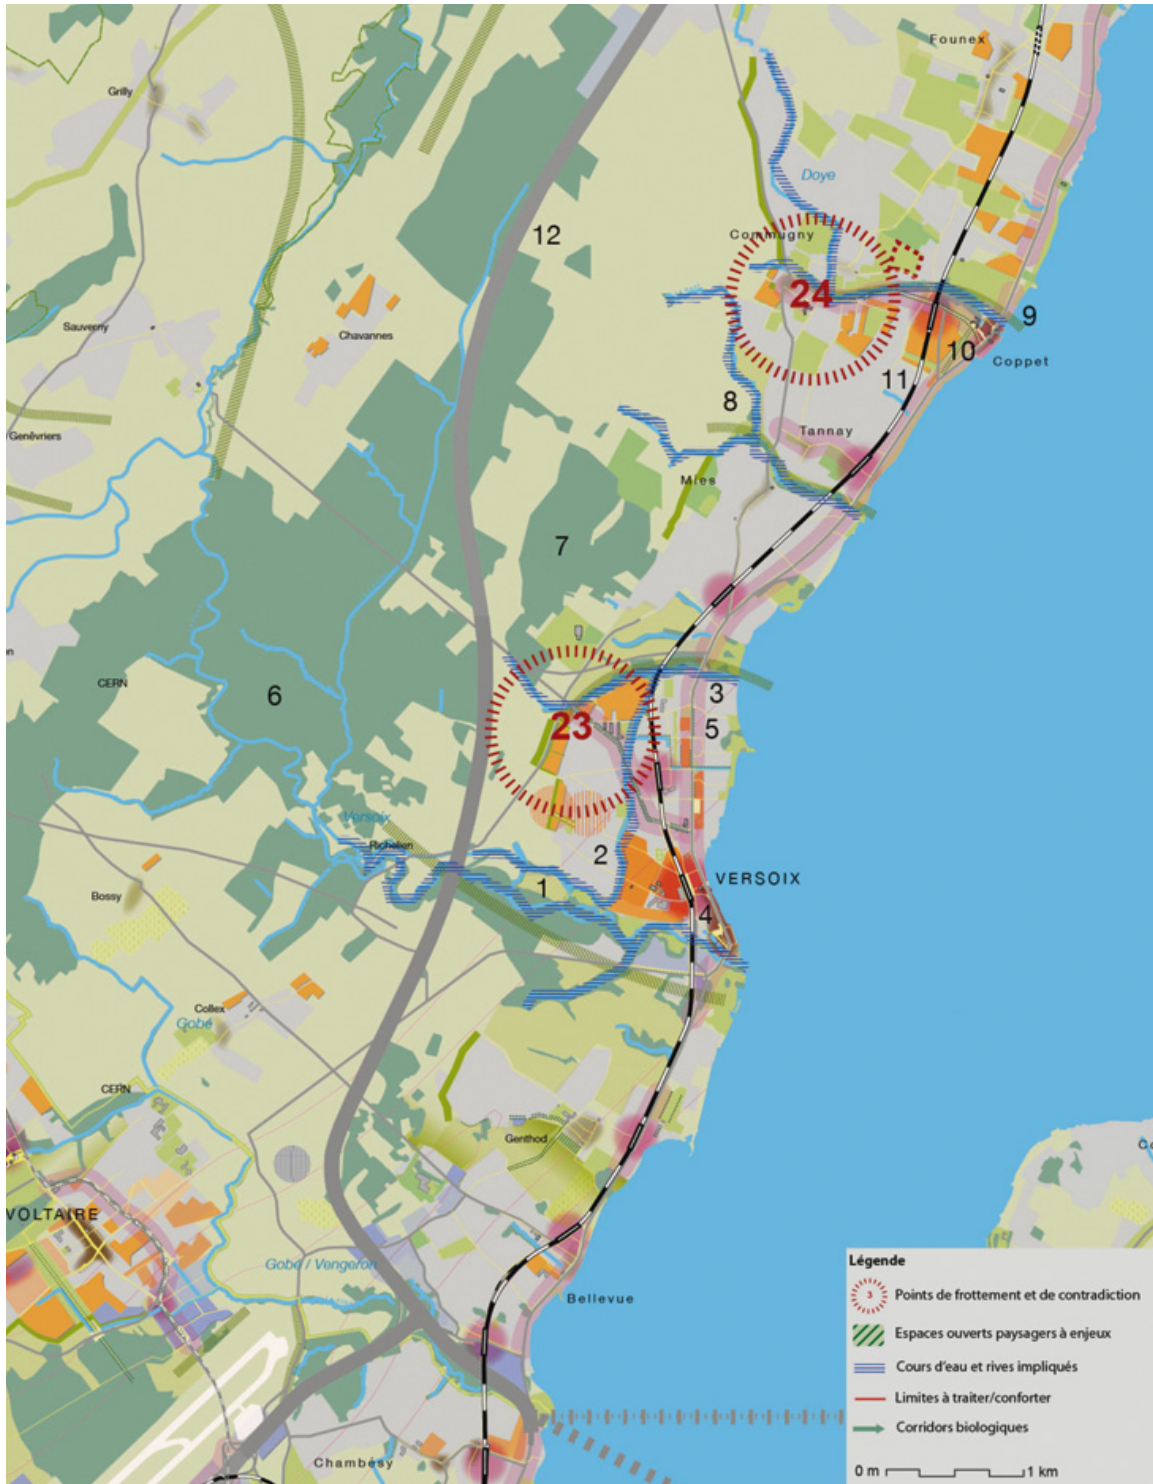 Founex
Grilly
Doye
12
Commugny
24
Sauverny
Chavannes
9
10
Coppet
11
8
Genèvriers
Tannay
Mies
7
CERN
6
3
23
5
Versoix
Richelien
2
VERSOIX
1
Bossy
4
Collex
Gobé
CERN
Genthod
VOLTAIRE
Gobé / Vengeron
Bellevue
Chambésy
Légende
3
Points de frottement et de contradiction
Espaces ouverts paysagers à enjeux
Cours d'eau et rives impliqués
Limites à traiter/conforter
Corridors biologiques
0 m 1 km